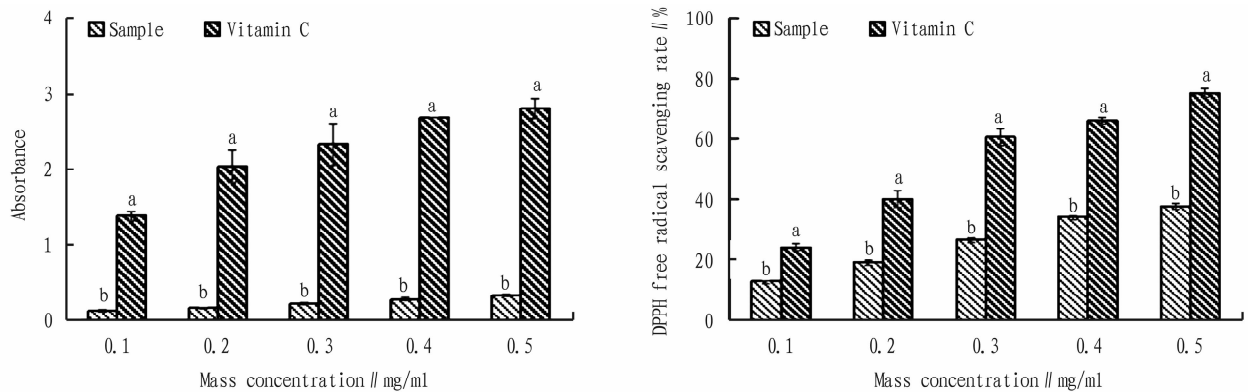 4
3
2
1
0
Absorbance
Sample
Vitamin C
b
a
b
a
b
a
b
a
b
a
0.1
0.2
0.3
0.4
0.5
Mass concentration∥mg/ml
100
80
60
40
20
0
DPPH free radical scavenging rate∥%
Sample
Vitamin C
b
a
b
a
b
a
b
a
b
a
0.1
0.2
0.3
0.4
0.5
Mass concentration∥mg/ml